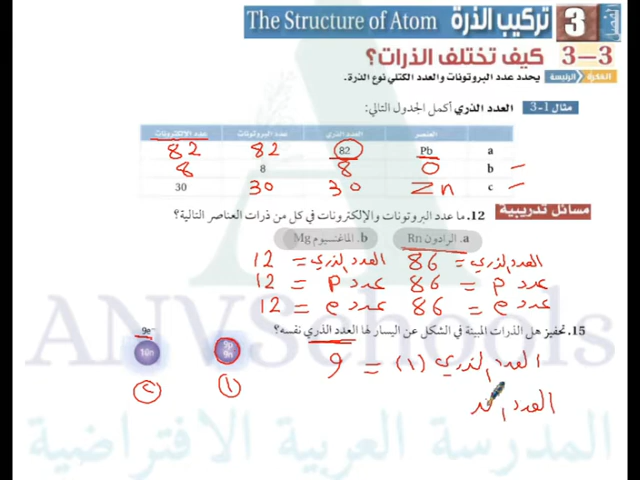 الفصل 3 تركيب الذرة The Structure of Atom
3-3 كيف تختلف الذرات؟
الفكرة الرئيسة يحدد عدد البروتونات والعدد الكتلي نوع الذرة.
مثال 1-3 العدد الذري أكمل الجدول التالي:
العنصر العدد الذري عدد البروتونات عدد الإلكترونات
a Pb 82 82 82
b O 8 8 8
c Zn 30 30 30
مسائل تدريبية 12. ما عدد البروتونات والإلكترونات في كل من ذرات العناصر التالية؟
a. الرادون Rn b. الماغنسيوم Mg
العدد الذري = 86 العدد الذري = 12
عدد P = 86 عدد P = 12
عدد e = 86 عدد e = 12
15. تحفيز هل الذرات المبينة في الشكل عن اليسار لها العدد الذري نفسه؟
9e⁻
10n
9p
9n
1 2
العدد الذري (1) = 9
ANVSchools
المدرسة العربية الافتراضية